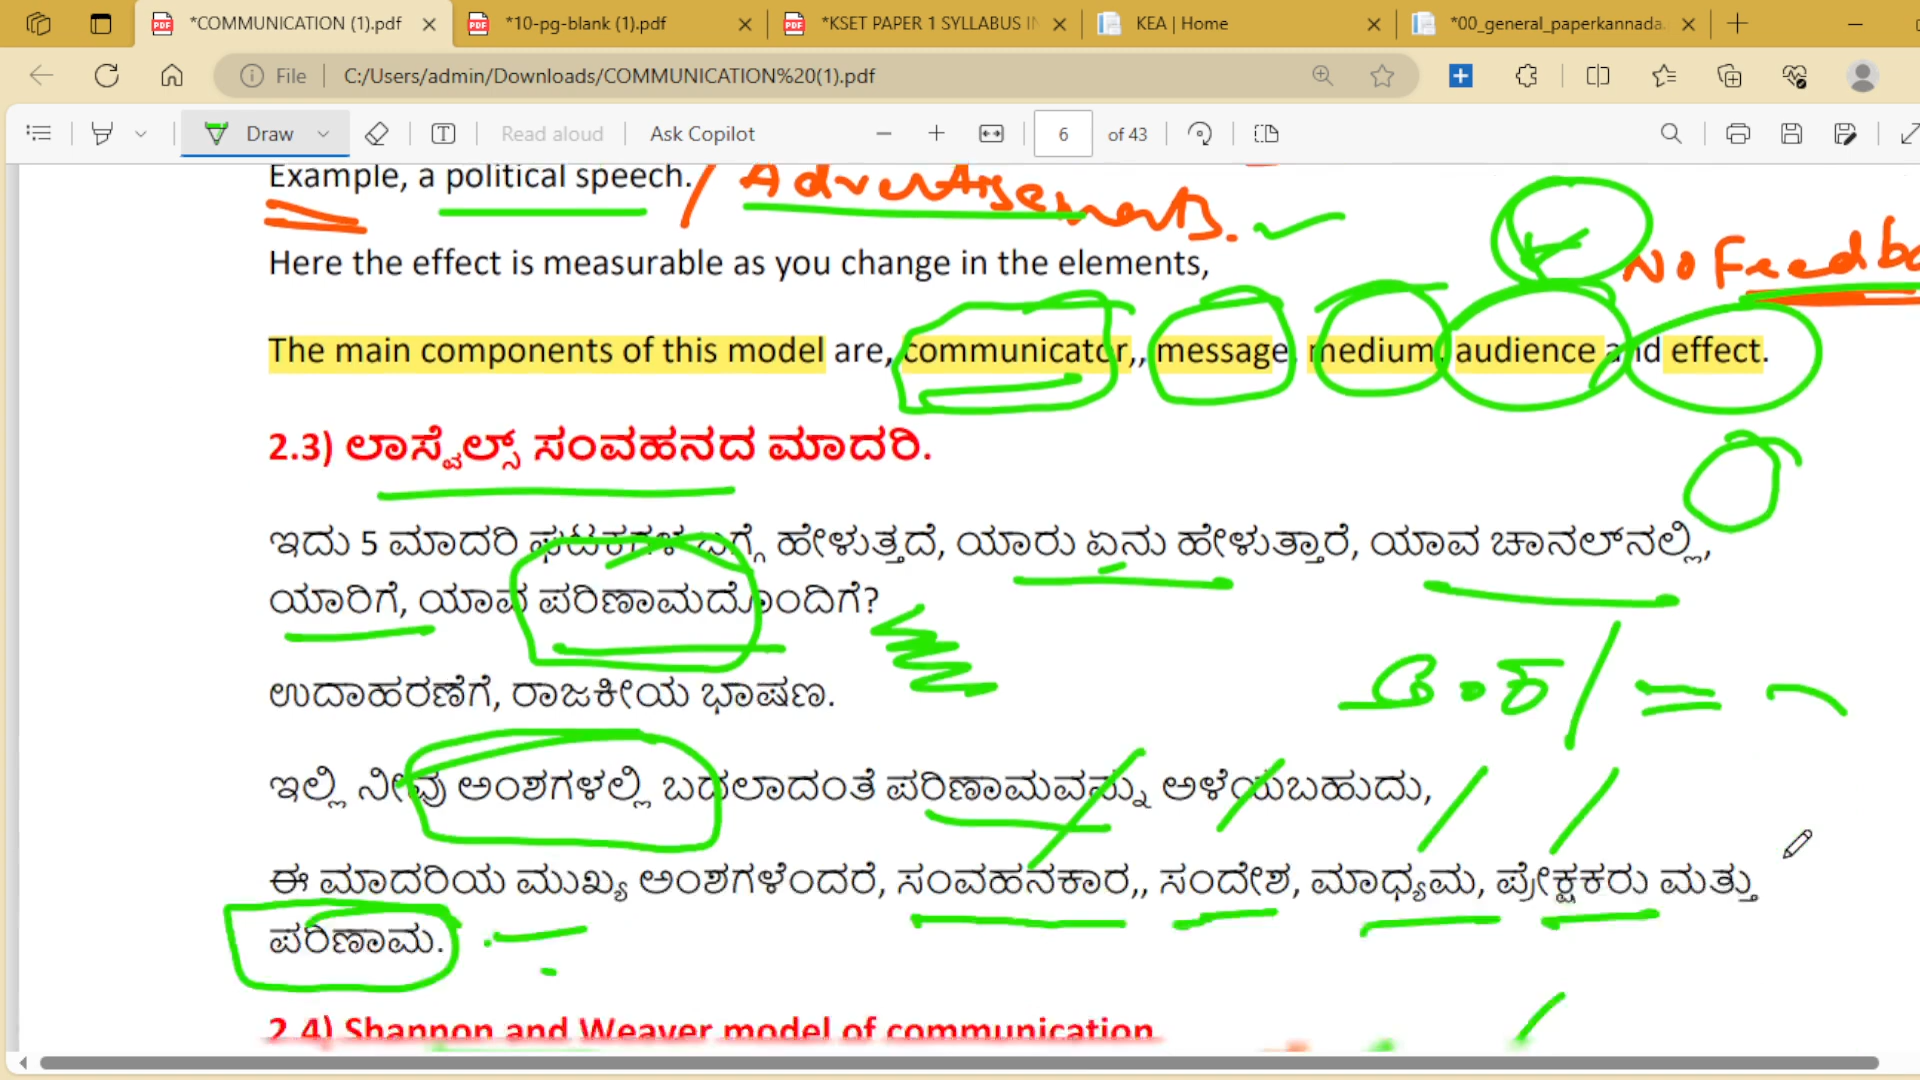 *COMMUNICATION (1).pdf
*10-pg-blank (1).pdf
*KSET PAPER 1 SYLLABUS IN
KEA | Home
*00_general_paperkannada.
File
C:/Users/admin/Downloads/COMMUNICATION%20(1).pdf
Draw
Read aloud
Ask Copilot
6
of 43
Example, a political speech. / Advertisements.
No Feedba
Here the effect is measurable as you change in the elements,
The main components of this model are, communicator,, message, medium, audience and effect.
2.3) ಲಾಸ್ವೆಲ್ಸ್ ಸಂವಹನದ ಮಾದರಿ.
ಇದು 5 ಮಾದರಿ ಘಟಕಗಳ ಬಗ್ಗೆ ಹೇಳುತ್ತದೆ, ಯಾರು ಏನು ಹೇಳುತ್ತಾರೆ, ಯಾವ ಚಾನಲ್‌ನಲ್ಲಿ,
ಯಾರಿಗೆ, ಯಾವ ಪರಿಣಾಮದೊಂದಿಗೆ?
ಉದಾಹರಣೆಗೆ, ರಾಜಕೀಯ ಭಾಷಣ.
ಇಲ್ಲಿ ನೀವು ಅಂಶಗಳಲ್ಲಿ ಬದಲಾದಂತೆ ಪರಿಣಾಮವನ್ನು ಅಳೆಯಬಹುದು,
ಈ ಮಾದರಿಯ ಮುಖ್ಯ ಅಂಶಗಳೆಂದರೆ, ಸಂವಹನಕಾರ,, ಸಂದೇಶ, ಮಾಧ್ಯಮ, ಪ್ರೇಕ್ಷಕರು ಮತ್ತು
ಪರಿಣಾಮ.
2.4) Shannon and Weaver model of communication